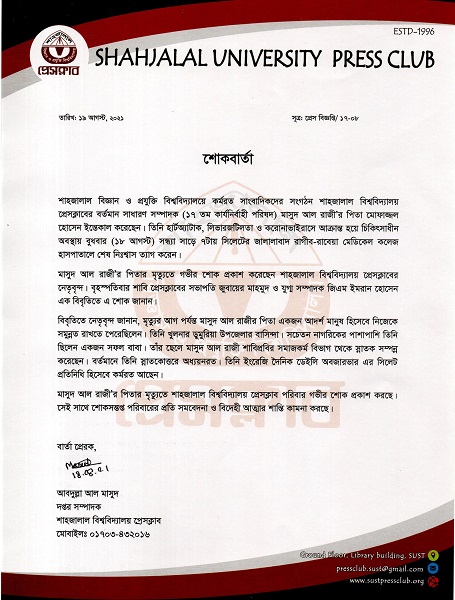 ESTD-1996
SHAHJALAL UNIVERSITY PRESS CLUB
প্রেসক্লাব
তারিখ: ১৯ আগস্ট, ২০২১
সূত্র: প্রেস বিজ্ঞপ্তি/ ১৭-০৮
শোকবার্তা
শাহজালাল বিজ্ঞান ও প্রযুক্তি বিশ্ববিদ্যালয়ে কর্মরত সাংবাদিকদের সংগঠন শাহজালাল বিশ্ববিদ্যালয়
প্রেসক্লাবের বর্তমান সাধারণ সম্পাদক (১৭ তম কার্যনির্বাহী পরিষদ) মাসুদ আল রাজী'র পিতা মোফাজ্জল
হোসেন ইন্তেকাল করেছেন। তিনি হার্টঅ্যাটাক, লিভারজটিলতা ও করোনাভাইরাসে আক্রান্ত হয়ে চিকিৎসাধীন
অবস্থায় বুধবার (১৮ আগস্ট) সন্ধ্যা সাড়ে ৭টায় সিলেটের জালালাবাদ রাগীব-রাবেয়া মেডিকেল কলেজ
হাসপাতালে শেষ নিঃশ্বাস ত্যাগ করেন।
মাসুদ আল রাজী'র পিতার মৃত্যুতে গভীর শোক প্রকাশ করেছেন শাহজালাল বিশ্ববিদ্যালয় প্রেসক্লাবের
নেতৃবৃন্দ। বৃহস্পতিবার শাবি প্রেসক্লাবের সভাপতি জুবায়ের মাহমুদ ও যুগ্ম সম্পাদক জিএম ইমরান হোসেন
এক বিবৃতিতে এ শোক জানান।
বিবৃতিতে নেতৃবৃন্দ জানান, মৃত্যুর আগ পর্যন্ত মাসুদ আল রাজীর পিতা একজন আদর্শ মানুষ হিসেবে নিজেকে
সমুন্নত রাখতে পেরেছিলেন। তিনি খুলনার ডুমুরিয়া উপজেলার বাসিন্দা। সচেতন নাগরিকের পাশাপাশি তিনি
ছিলেন একজন সফল বাবা। তাঁর ছেলে মাসুদ আল রাজী শাবিপ্রবির সমাজকর্ম বিভাগ থেকে স্নাতক সম্পন্ন
করেছেন। বর্তমানে তিনি স্নাতকোত্তরে অধ্যয়নরত। তিনি ইংরেজি দৈনিক ডেইলি অবজারভার এর সিলেট
প্রতিনিধি হিসেবে কর্মরত আছেন।
মাসুদ আল রাজী'র পিতার মৃত্যুতে শাহজালাল বিশ্ববিদ্যালয় প্রেসক্লাব পরিবার গভীর শোক প্রকাশ করছে।
সেই সাথে শোকসন্তপ্ত পরিবারের প্রতি সমবেদনা ও বিদেহী আত্মার শান্তি কামনা করছে।
বার্তা প্রেরক,
আবদুল্লা আল মাসুদ
দপ্তর সম্পাদক
শাহজালাল বিশ্ববিদ্যালয় প্রেসক্লাব
মোবাইলঃ ০১৭০৩-৪৩২০১৬
Ground Floor, Library building, SUST
pressclub.sust@gmail.com
www.sustpressclub.org